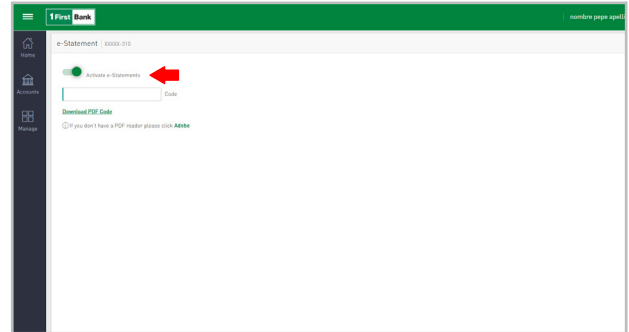 1First Bank
nombre pepe apelli
Home
Accounts
Manage
e-Statement | XXXXX-310
Activate e-Statements
Code
Download PDF Code
If you don't have a PDF reader please click Adobe